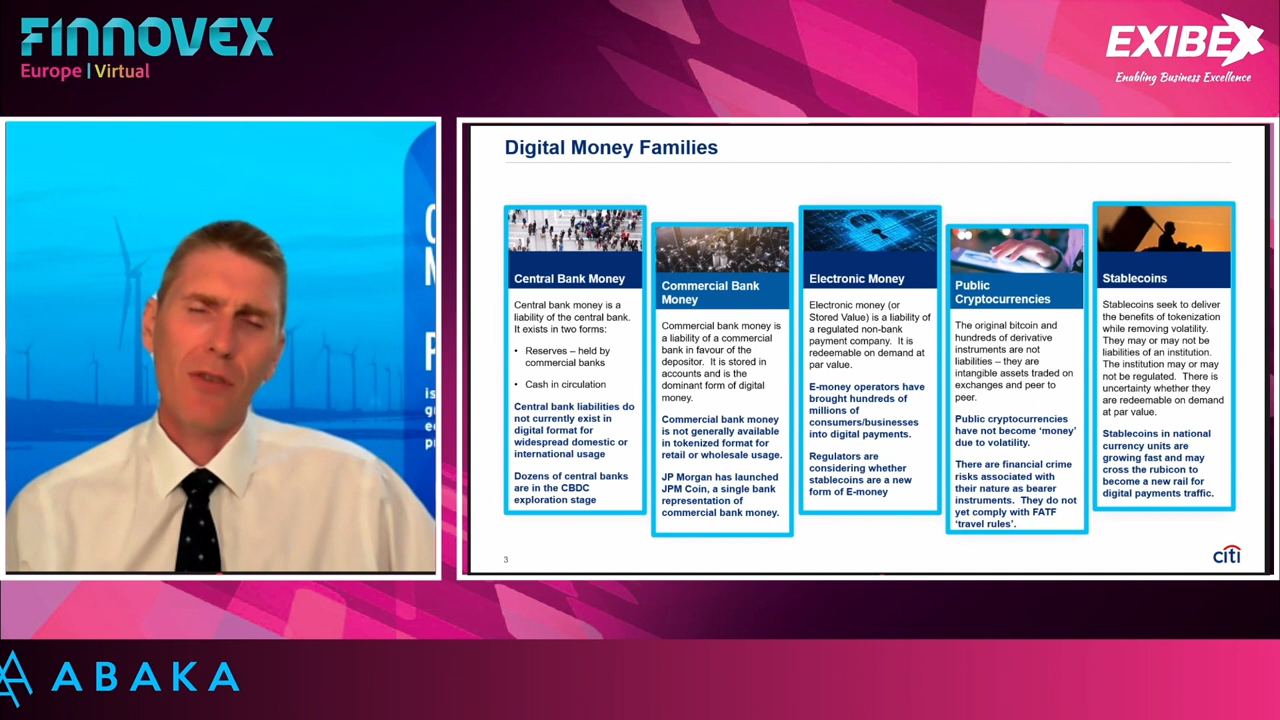 FINNOVEX
Europe | Virtual
EXIBEX
Enabling Business Excellence
Digital Money Families
Central Bank Money
Central bank money is a
liability of the central bank.
It exists in two forms:
• Reserves – held by
commercial banks
• Cash in circulation
Central bank liabilities do
not currently exist in
digital format for
widespread domestic or
international usage
Dozens of central banks
are in the CBDC
exploration stage
Commercial Bank
Money
Commercial bank money is
a liability of a commercial
bank in favour of the
depositor. It is stored in
accounts and is the
dominant form of digital
money.
Commercial bank money
is not generally available
in tokenized format for
retail or wholesale usage.
JP Morgan has launched
JPM Coin, a single bank
representation of
commercial bank money.
Electronic Money
Electronic money (or
Stored Value) is a liability of
a regulated non-bank
payment company. It is
redeemable on demand at
par value.
E-money operators have
brought hundreds of
millions of
consumers/businesses
into digital payments.
Regulators are
considering whether
stablecoins are a new
form of E-money
Public
Cryptocurrencies
The original bitcoin and
hundreds of derivative
instruments are not
liabilities – they are
intangible assets traded on
exchanges and peer to
peer.
Public cryptocurrencies
have not become ‘money’
due to volatility.
There are financial crime
risks associated with
their nature as bearer
instruments. They do not
yet comply with FATF
‘travel rules’.
Stablecoins
Stablecoins seek to deliver
the benefits of tokenization
while removing volatility.
They may or may not be
liabilities of an institution.
The institution may or may
not be regulated. There is
uncertainty whether they
are redeemable on demand
at par value.
Stablecoins in national
currency units are
growing fast and may
cross the rubicon to
become a new rail for
digital payments traffic.
3
citi
ABAKA